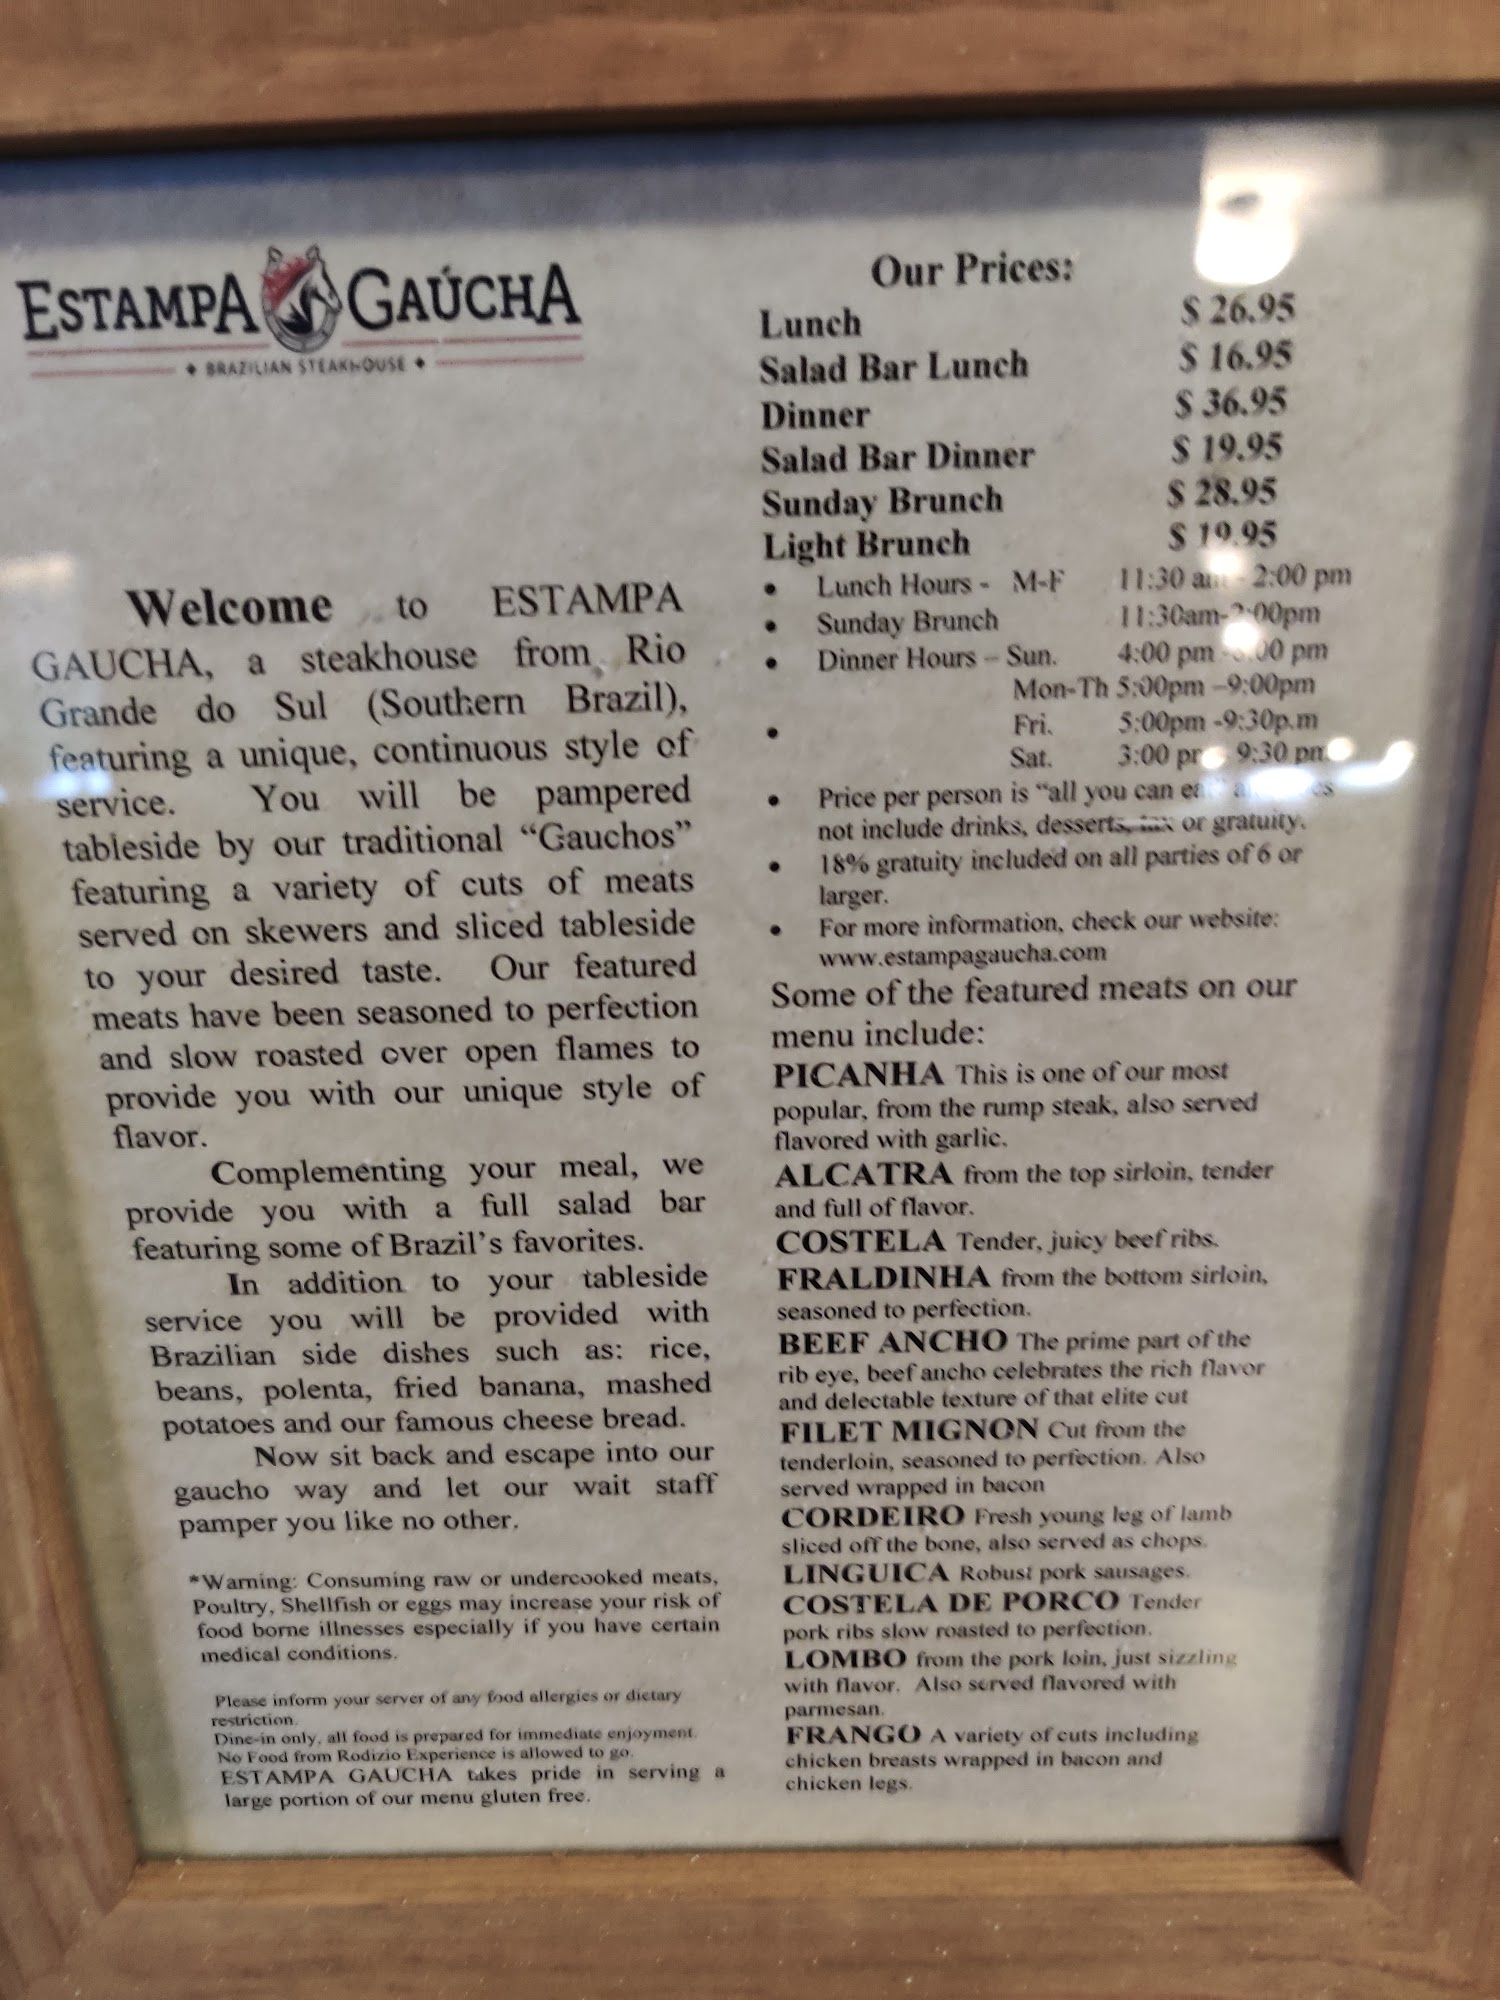 ESTAMPA GAÚCHA
BRAZILIAN STEAKHOUSE
Welcome to ESTAMPA
GAUCHA, a steakhouse from Rio
Grande do Sul (Southern Brazil),
featuring a unique, continuous style of
service. You will be pampered
tableside by our traditional “Gauchos”
featuring a variety of cuts of meats
served on skewers and sliced tableside
to your desired taste. Our featured
meats have been seasoned to perfection
and slow roasted over open flames to
provide you with our unique style of
flavor.
Complementing your meal, we
provide you with a full salad bar
featuring some of Brazil’s favorites.
In addition to your tableside
service you will be provided with
Brazilian side dishes such as: rice,
beans, polenta, fried banana, mashed
potatoes and our famous cheese bread.
Now sit back and escape into our
gaucho way and let our wait staff
pamper you like no other.
*Warning: Consuming raw or undercooked meats,
Poultry, Shellfish or eggs may increase your risk of
food borne illnesses especially if you have certain
medical conditions.
Please inform your server of any food allergies or dietary
restriction.
Dine-in only, all food is prepared for immediate enjoyment.
No Food from Rodizio Experience is allowed to go.
ESTAMPA GAUCHA takes pride in serving a
large portion of our menu gluten free.
Our Prices:
Lunch $ 26.95
Salad Bar Lunch $ 16.95
Dinner $ 36.95
Salad Bar Dinner $ 19.95
Sunday Brunch $ 28.95
Light Brunch $ 19.95
• Lunch Hours - M-F 11:30 am - 2:00 pm
• Sunday Brunch 11:30am-
• Dinner Hours – Sun. 4:00 pm -
Mon-Th 5:00pm –9:00pm
• Fri. 5:00pm -9:30p.m
Sat. 3:00 9:30 pm
• Price per person is “all you can eat”
not include drinks, desserts, tax or gratuity.
• 18% gratuity included on all parties of 6 or
larger.
• For more information, check our website:
www.estampagaucha.com
Some of the featured meats on our
menu include:
PICANHA This is one of our most
popular, from the rump steak, also served
flavored with garlic.
ALCATRA from the top sirloin, tender
and full of flavor.
COSTELA Tender, juicy beef ribs.
FRALDINHA from the bottom sirloin,
seasoned to perfection.
BEEF ANCHO The prime part of the
rib eye, beef ancho celebrates the rich flavor
and delectable texture of that elite cut
FILET MIGNON Cut from the
tenderloin, seasoned to perfection. Also
served wrapped in bacon
CORDEIRO Fresh young leg of lamb
sliced off the bone, also served as chops.
LINGUICA Robust pork sausages.
COSTELA DE PORCO Tender
pork ribs slow roasted to perfection.
LOMBO from the pork loin, just sizzling
with flavor. Also served flavored with
parmesan.
FRANGO A variety of cuts including
chicken breasts wrapped in bacon and
chicken legs.